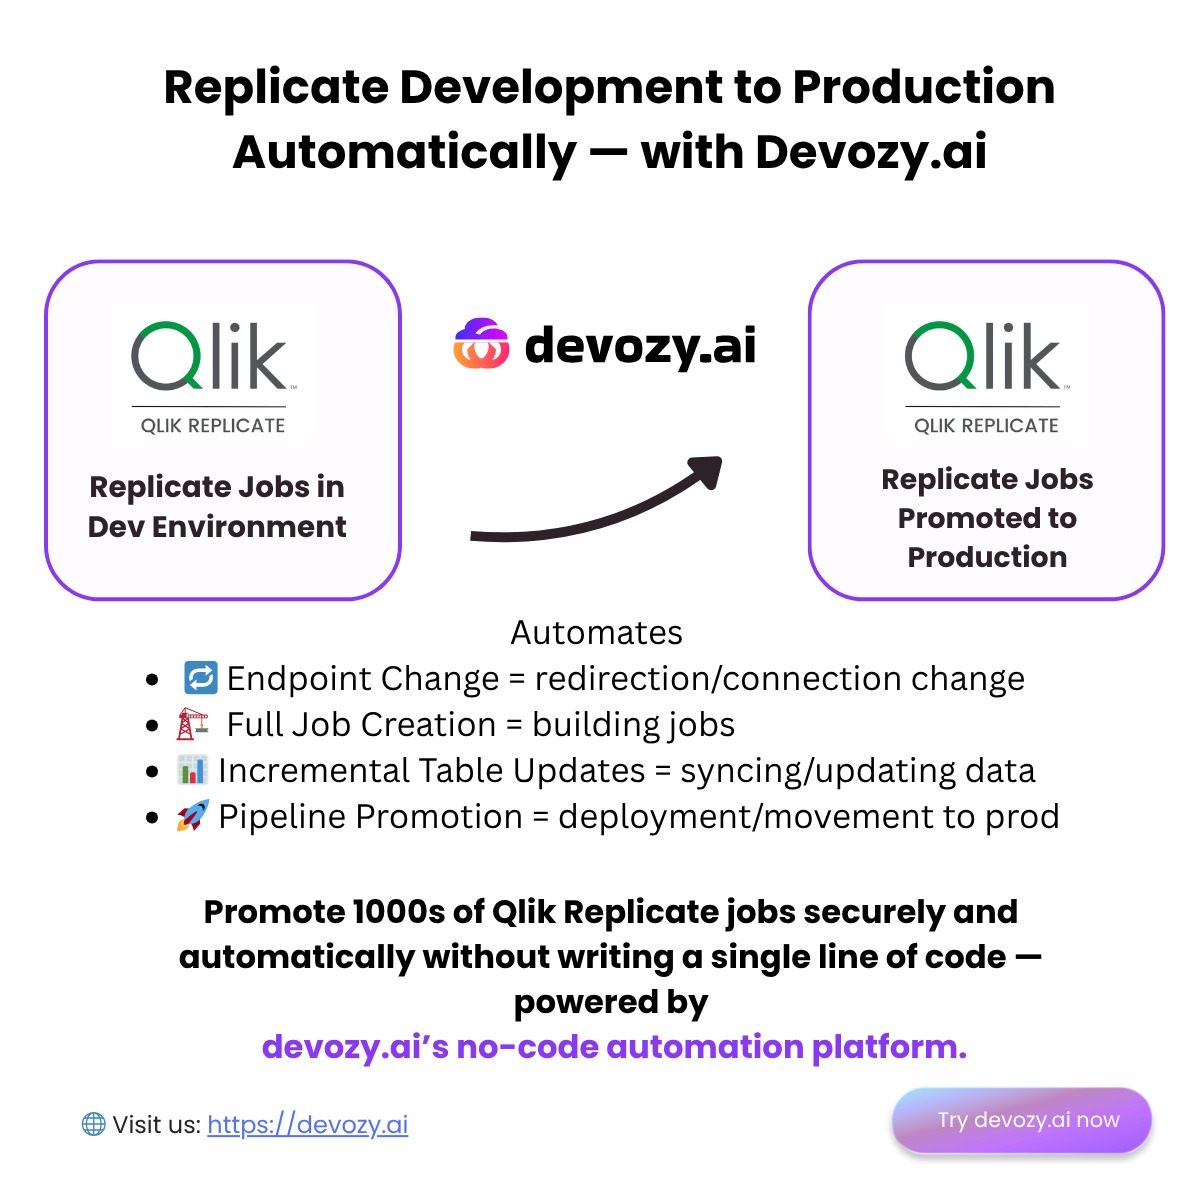 Replicate Development to Production
Automatically — with Devozy.ai
Qlik™
QLIK REPLICATE
Replicate Jobs in
Dev Environment
devozy.ai
Qlik™
QLIK REPLICATE
Replicate Jobs
Promoted to
Production
Automates
• 🔁 Endpoint Change = redirection/connection change
• 🏗️ Full Job Creation = building jobs
• 📊 Incremental Table Updates = syncing/updating data
• 🚀 Pipeline Promotion = deployment/movement to prod
Promote 1000s of Qlik Replicate jobs securely and
automatically without writing a single line of code —
powered by
devozy.ai’s no-code automation platform.
🌐 Visit us: https://devozy.ai
Try devozy.ai now